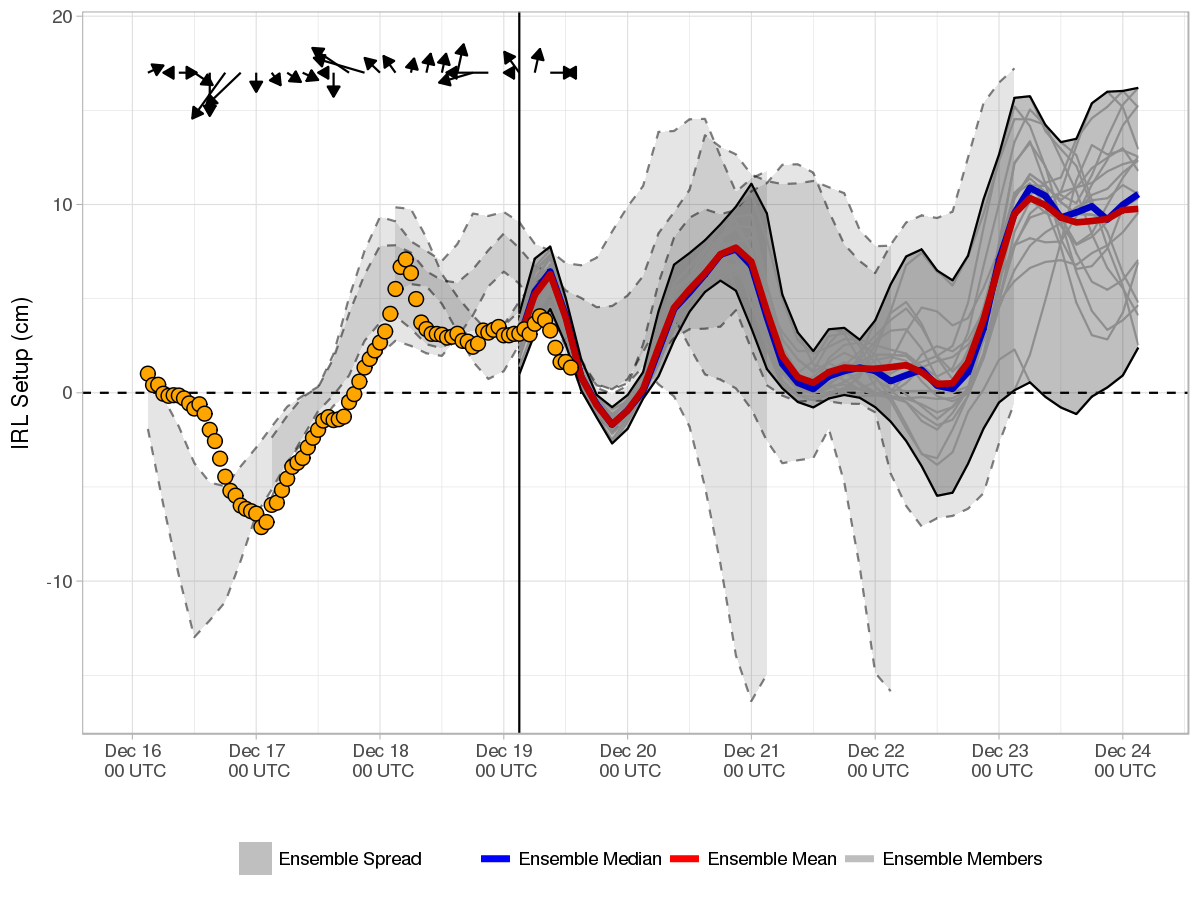 IRL Setup (cm)
20
10
0
-10
Dec 16 Dec 17 Dec 18 Dec 19 Dec 20 Dec 21 Dec 22 Dec 23 Dec 24
00 UTC 00 UTC 00 UTC 00 UTC 00 UTC 00 UTC 00 UTC 00 UTC 00 UTC
Ensemble Spread Ensemble Median Ensemble Mean Ensemble Members